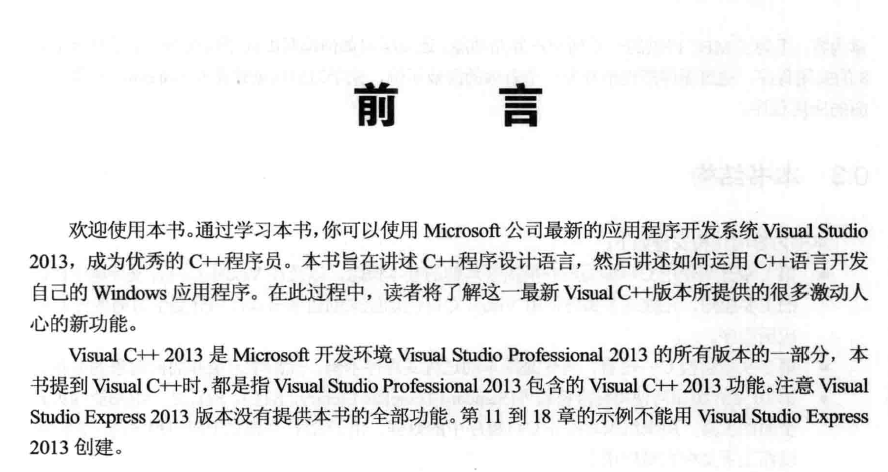 前 言
欢迎使用本书。通过学习本书，你可以使用 Microsoft 公司最新的应用程序开发系统 Visual Studio
2013，成为优秀的 C++程序员。本书旨在讲述 C++程序设计语言，然后讲述如何运用 C++语言开发
自己的 Windows 应用程序。在此过程中，读者将了解这一最新 Visual C++版本所提供的很多激动人
心的新功能。
Visual C++ 2013 是 Microsoft 开发环境 Visual Studio Professional 2013 的所有版本的一部分，本
书提到 Visual C++时，都是指 Visual Studio Professional 2013 包含的 Visual C++ 2013 功能。注意 Visual
Studio Express 2013 版本没有提供本书的全部功能。第 11 到 18 章的示例不能用 Visual Studio Express
2013 创建。